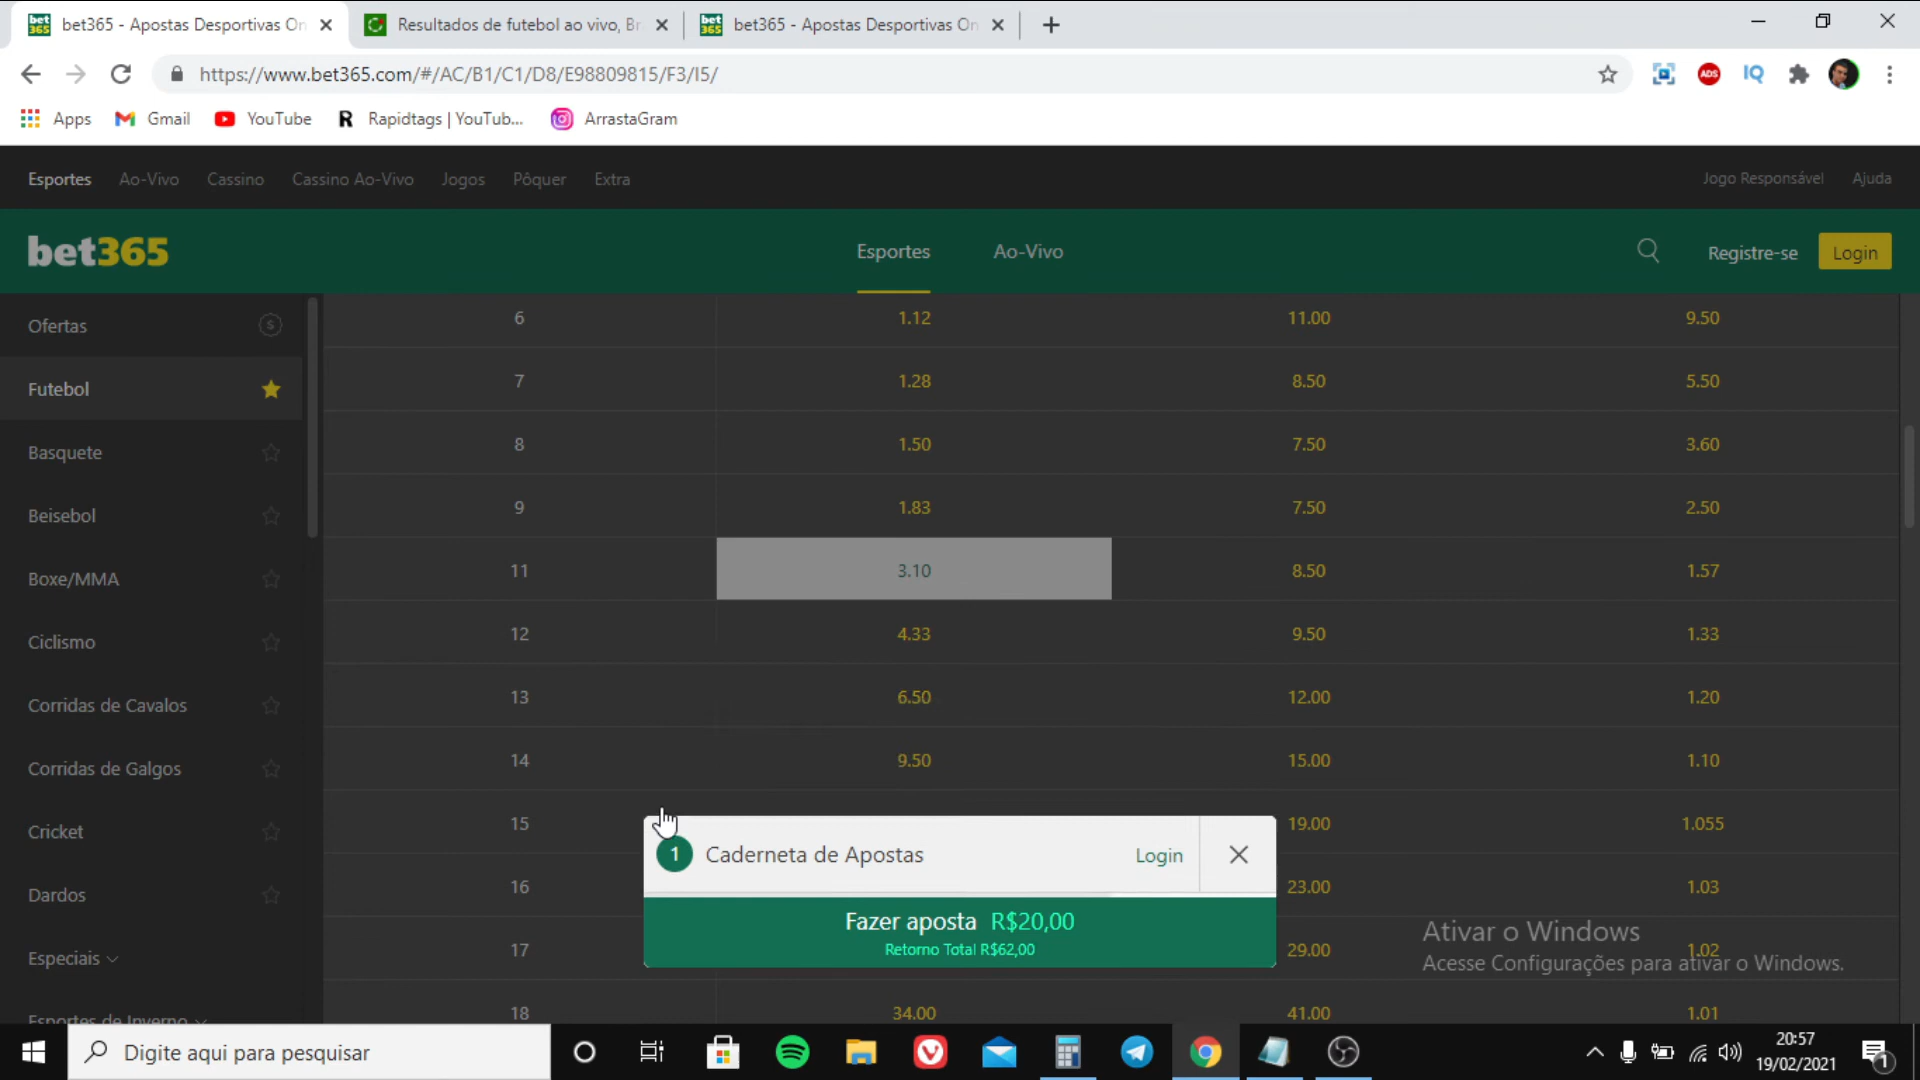 bet365 - Apostas Desportivas On
Resultados de futebol ao vivo, Br
bet365 - Apostas Desportivas On
https://www.bet365.com/#/AC/B1/C1/D8/E98809815/F3/I5/
ADS
IQ
Apps
Gmail
YouTube
R Rapidtags | YouTub...
ArrastaGram
Esportes Ao-Vivo Cassino Cassino Ao-Vivo Jogos Pôquer Extra
Jogo Responsável Ajuda
bet365
Esportes Ao-Vivo
Registre-se Login
Ofertas
Futebol
Basquete
Beisebol
Boxe/MMA
Ciclismo
Corridas de Cavalos
Corridas de Galgos
Cricket
Dardos
Especiais
Esportes de Inverno
6 1.12 11.00 9.50
7 1.28 8.50 5.50
8 1.50 7.50 3.60
9 1.83 7.50 2.50
11 3.10 8.50 1.57
12 4.33 9.50 1.33
13 6.50 12.00 1.20
14 9.50 15.00 1.10
15 19.00 1.055
16 23.00 1.03
17 29.00 1.02
18 34.00 41.00 1.01
1 Caderneta de Apostas Login
Fazer aposta R$20,00
Retorno Total R$62,00
Ativar o Windows
Acesse Configurações para ativar o Windows.
Digite aqui para pesquisar
20:57
19/02/2021
1